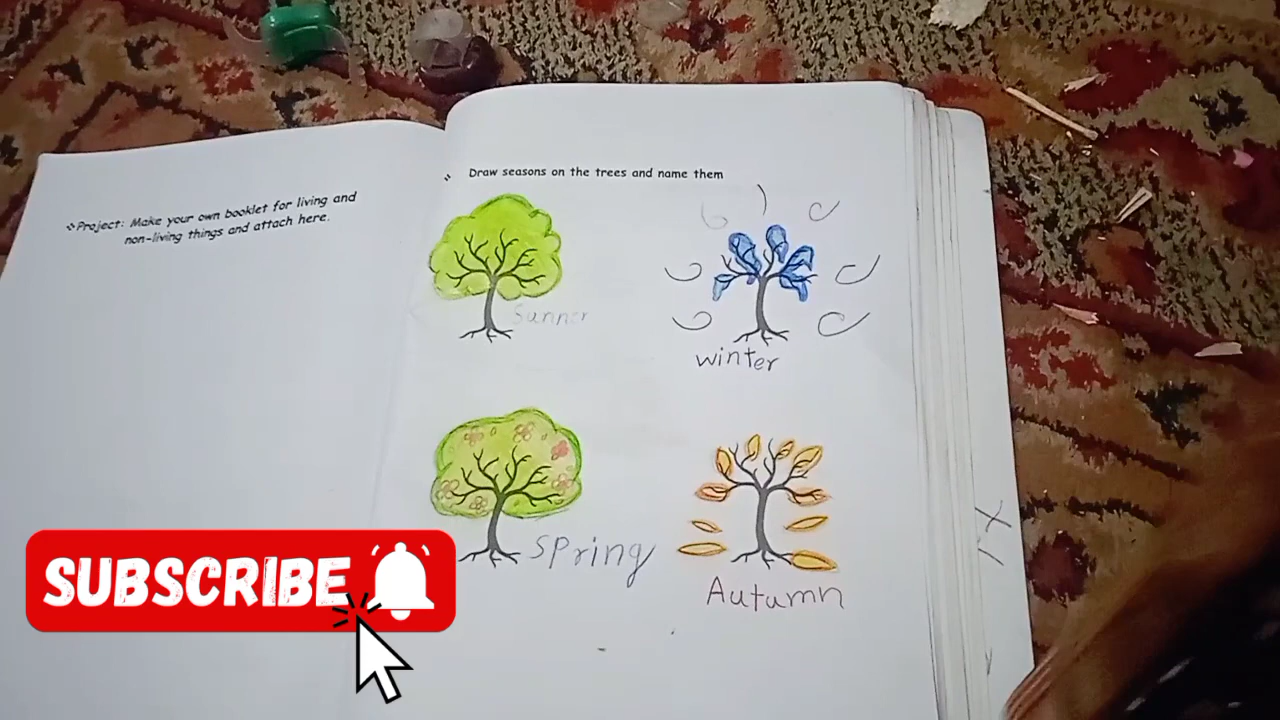 ❖Project: Make your own booklet for living and
non-living things and attach here.
Draw seasons on the trees and name them
Sunner
winter
spring
Autumn
SUBSCRIBE